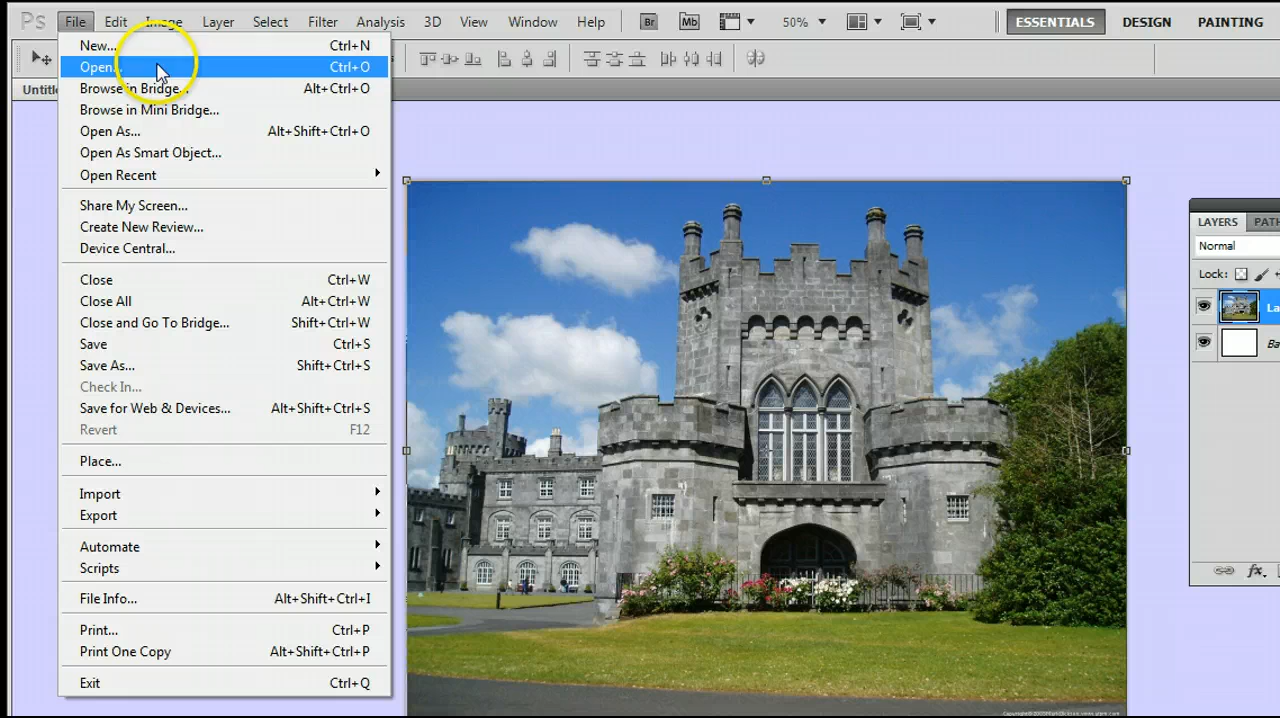 Ps File Edit Image Layer Select Filter Analysis 3D View Window Help Br Mb 50% ESSENTIALS DESIGN PAINTING
New... Ctrl+N
Open... Ctrl+O
Browse in Bridge... Alt+Ctrl+O
Browse in Mini Bridge...
Open As... Alt+Shift+Ctrl+O
Open As Smart Object...
Open Recent
Share My Screen...
Create New Review...
Device Central...
Close Ctrl+W
Close All Alt+Ctrl+W
Close and Go To Bridge... Shift+Ctrl+W
Save Ctrl+S
Save As... Shift+Ctrl+S
Check In...
Save for Web & Devices... Alt+Shift+Ctrl+S
Revert F12
Place...
Import
Export
Automate
Scripts
File Info... Alt+Shift+Ctrl+I
Print... Ctrl+P
Print One Copy Alt+Shift+Ctrl+P
Exit Ctrl+Q
Untitle
LAYERS PATH
Normal
Lock:
La
Ba
fx